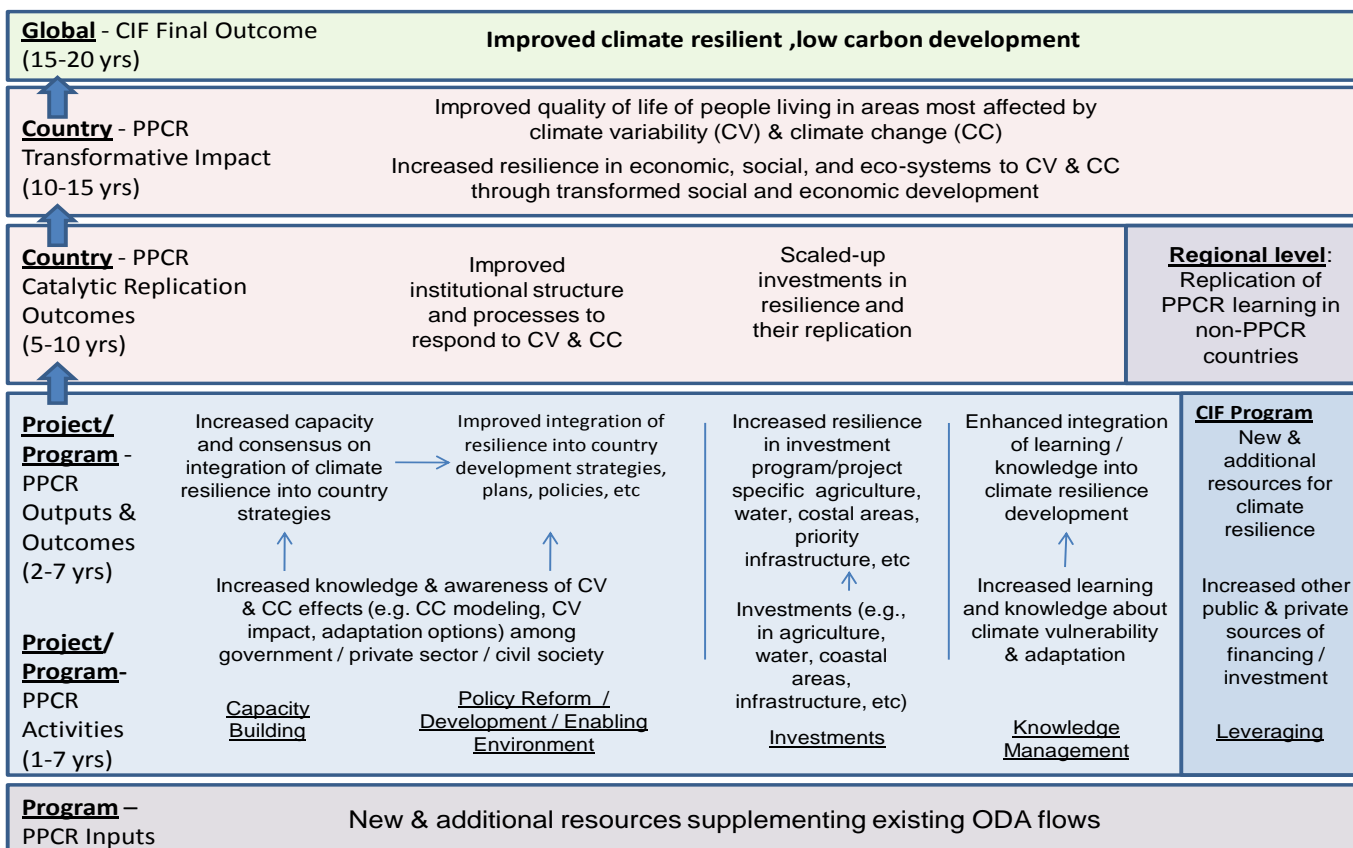 Global - CIF Final Outcome
(15-20 yrs)
Improved climate resilient ,low carbon development
Country - PPCR
Transformative Impact
(10-15 yrs)
Improved quality of life of people living in areas most affected by
climate variability (CV) & climate change (CC)
Increased resilience in economic, social, and eco-systems to CV & CC
through transformed social and economic development
Country - PPCR
Catalytic Replication
Outcomes
(5-10 yrs)
Improved
institutional structure
and processes to
respond to CV & CC
Scaled-up
investments in
resilience and
their replication
Regional level:
Replication of
PPCR learning in
non-PPCR
countries
Project/
Program -
PPCR
Outputs &
Outcomes
(2-7 yrs)
Increased capacity
and consensus on
integration of climate
resilience into country
strategies
Improved integration of
resilience into country
development strategies,
plans, policies, etc
Increased resilience
in investment
program/project
specific agriculture,
water, costal areas,
priority
infrastructure, etc
Enhanced integration
of learning /
knowledge into
climate resilience
development
CIF Program
New &
additional
resources for
climate
resilience
Project/
Program-
PPCR
Activities
(1-7 yrs)
Increased knowledge & awareness of CV
& CC effects (e.g. CC modeling, CV
impact, adaptation options) among
government / private sector / civil society
Capacity
Building
Policy Reform /
Development / Enabling
Environment
Investments (e.g.,
in agriculture,
water, coastal
areas,
infrastructure, etc)
Investments
Increased learning
and knowledge about
climate vulnerability
& adaptation
Knowledge
Management
Increased other
public & private
sources of
financing /
investment
Leveraging
Program –
PPCR Inputs
New & additional resources supplementing existing ODA flows